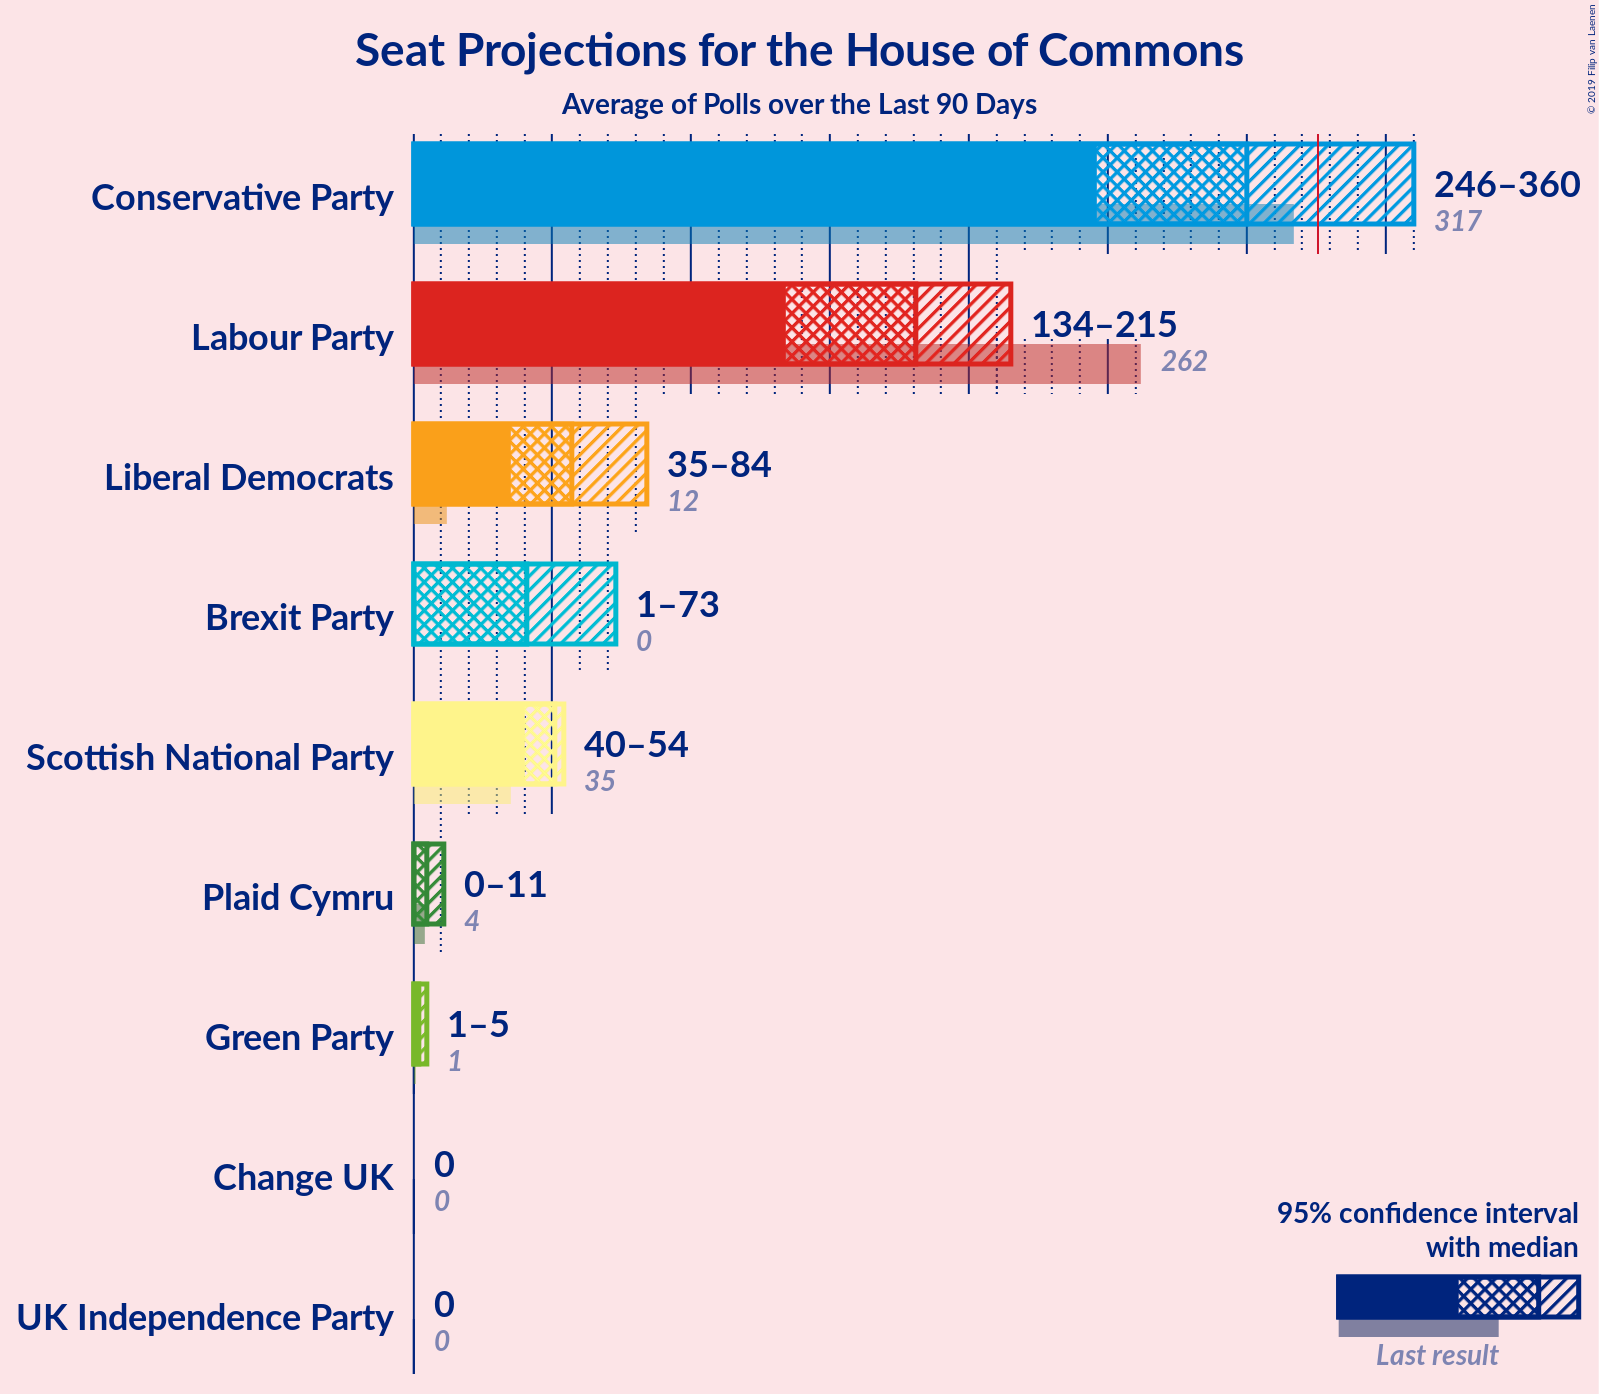 Seat Projections for the House of Commons
Average of Polls over the Last 90 Days
© 2019 Filip van Laenen
Conservative Party
246–360
317
Labour Party
134–215
262
Liberal Democrats
35–84
12
Brexit Party
1–73
0
Scottish National Party
40–54
35
Plaid Cymru
0–11
4
Green Party
1–5
1
Change UK
0
0
UK Independence Party
0
0
95% confidence interval
with median
Last result